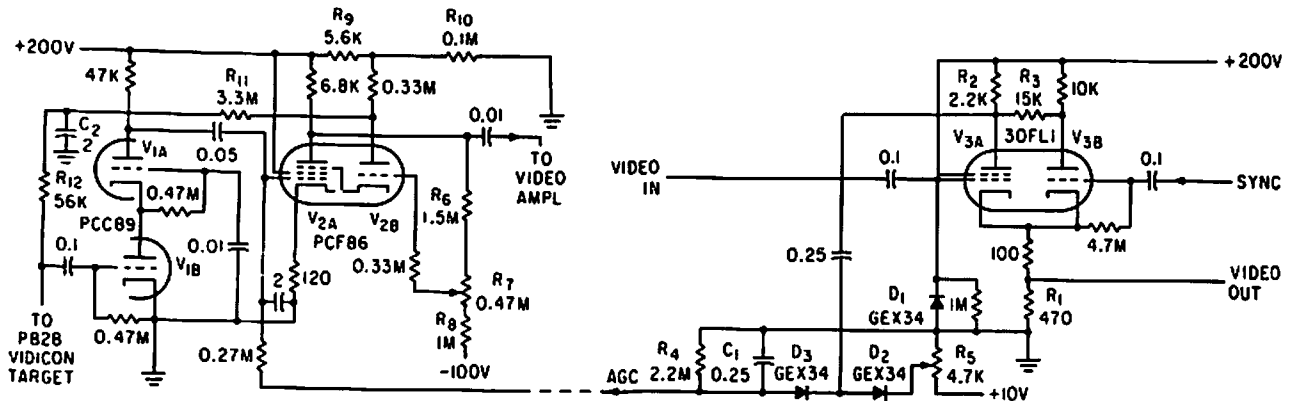 R9
5.6K
R10
0.1M
+200V
47K
R11
3.3M
6.8K
0.33M
C2
2
V1A
0.05
0.01
TO
VIDEO
AMPL
R12
56K
0.47M
PCC89
V2A
V2B
PCF86
R6
1.5M
0.1
V1B
0.01
120
0.33M
2
R7
0.47M
TO
PB28
VIDICON
TARGET
0.47M
0.27M
R8
1M
-100V
+200V
R2
2.2K
R3
15K
10K
V3A
30FL1
V3B
VIDEO
IN
0.1
0.1
SYNC
0.25
100
4.7M
VIDEO
OUT
D1
GEX34
1M
R1
470
R4
2.2M
C1
0.25
D3
GEX34
D2
GEX34
R5
4.7K
AGC
+10V